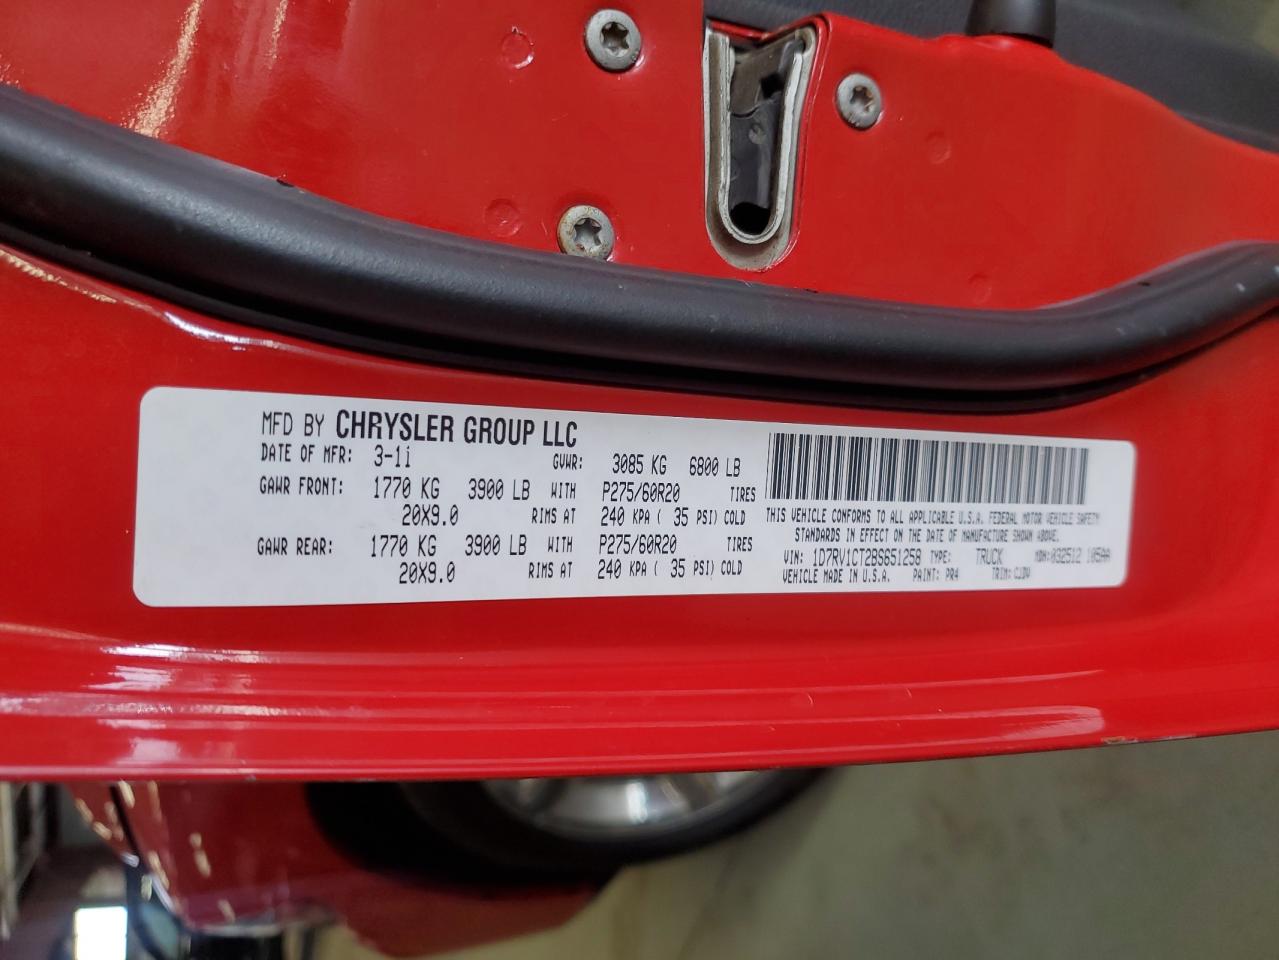 MFD BY CHRYSLER GROUP LLC
DATE OF MFR: 3-11 GVWR: 3085 KG 6800 LB
GAWR FRONT: 1770 KG 3900 LB WITH P275/60R20 TIRES
20X9.0 RIMS AT 240 KPA ( 35 PSI) COLD
GAWR REAR: 1770 KG 3900 LB WITH P275/60R20 TIRES
20X9.0 RIMS AT 240 KPA ( 35 PSI) COLD
THIS VEHICLE CONFORMS TO ALL APPLICABLE U.S.A. FEDERAL MOTOR VEHICLE SAFETY
STANDARDS IN EFFECT ON THE DATE OF MANUFACTURE SHOWN ABOVE.
VIN: 1D7RV1CT2BS651258 TYPE: TRUCK MDH: 032512 105AA
VEHICLE MADE IN U.S.A. PAINT: PR4 TRIM: